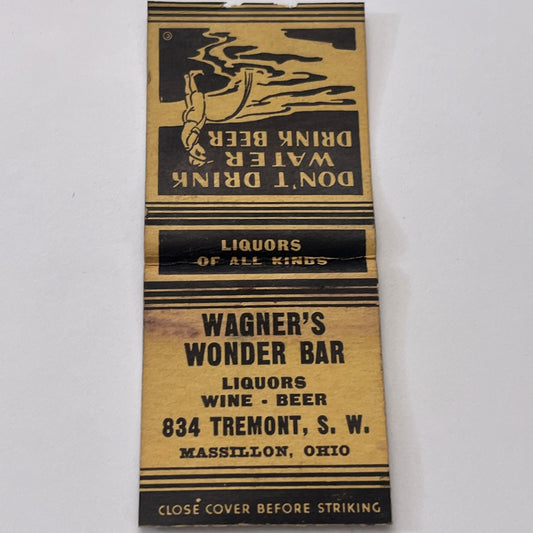 DON'T DRINK
WATER
DRINK BEER
LIQUORS
OF ALL KINDS
WAGNER'S
WONDER BAR
LIQUORS
WINE - BEER
834 TREMONT, S. W.
MASSILLON, OHIO
CLOSE COVER BEFORE STRIKING